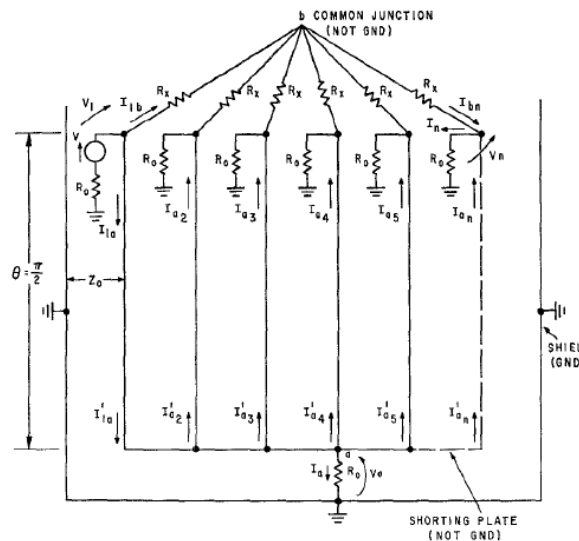 b COMMON JUNCTION
(NOT GND)
Rx Rx Rx Rx Rx Rx
V₁ I₁b Ibn
V In Vn
R₀ R₀ R₀ R₀ R₀ R₀
I₁a Ia₂ Ia₃ Ia₄ Ia₅ Iaₙ
θ = π/2
Z₀
SHIEL
(GND
I'₁a I'a₂ I'a₃ I'a₄ I'a₅ I'aₙ
a
Ia R₀ Va
SHORTING PLATE
(NOT GND)